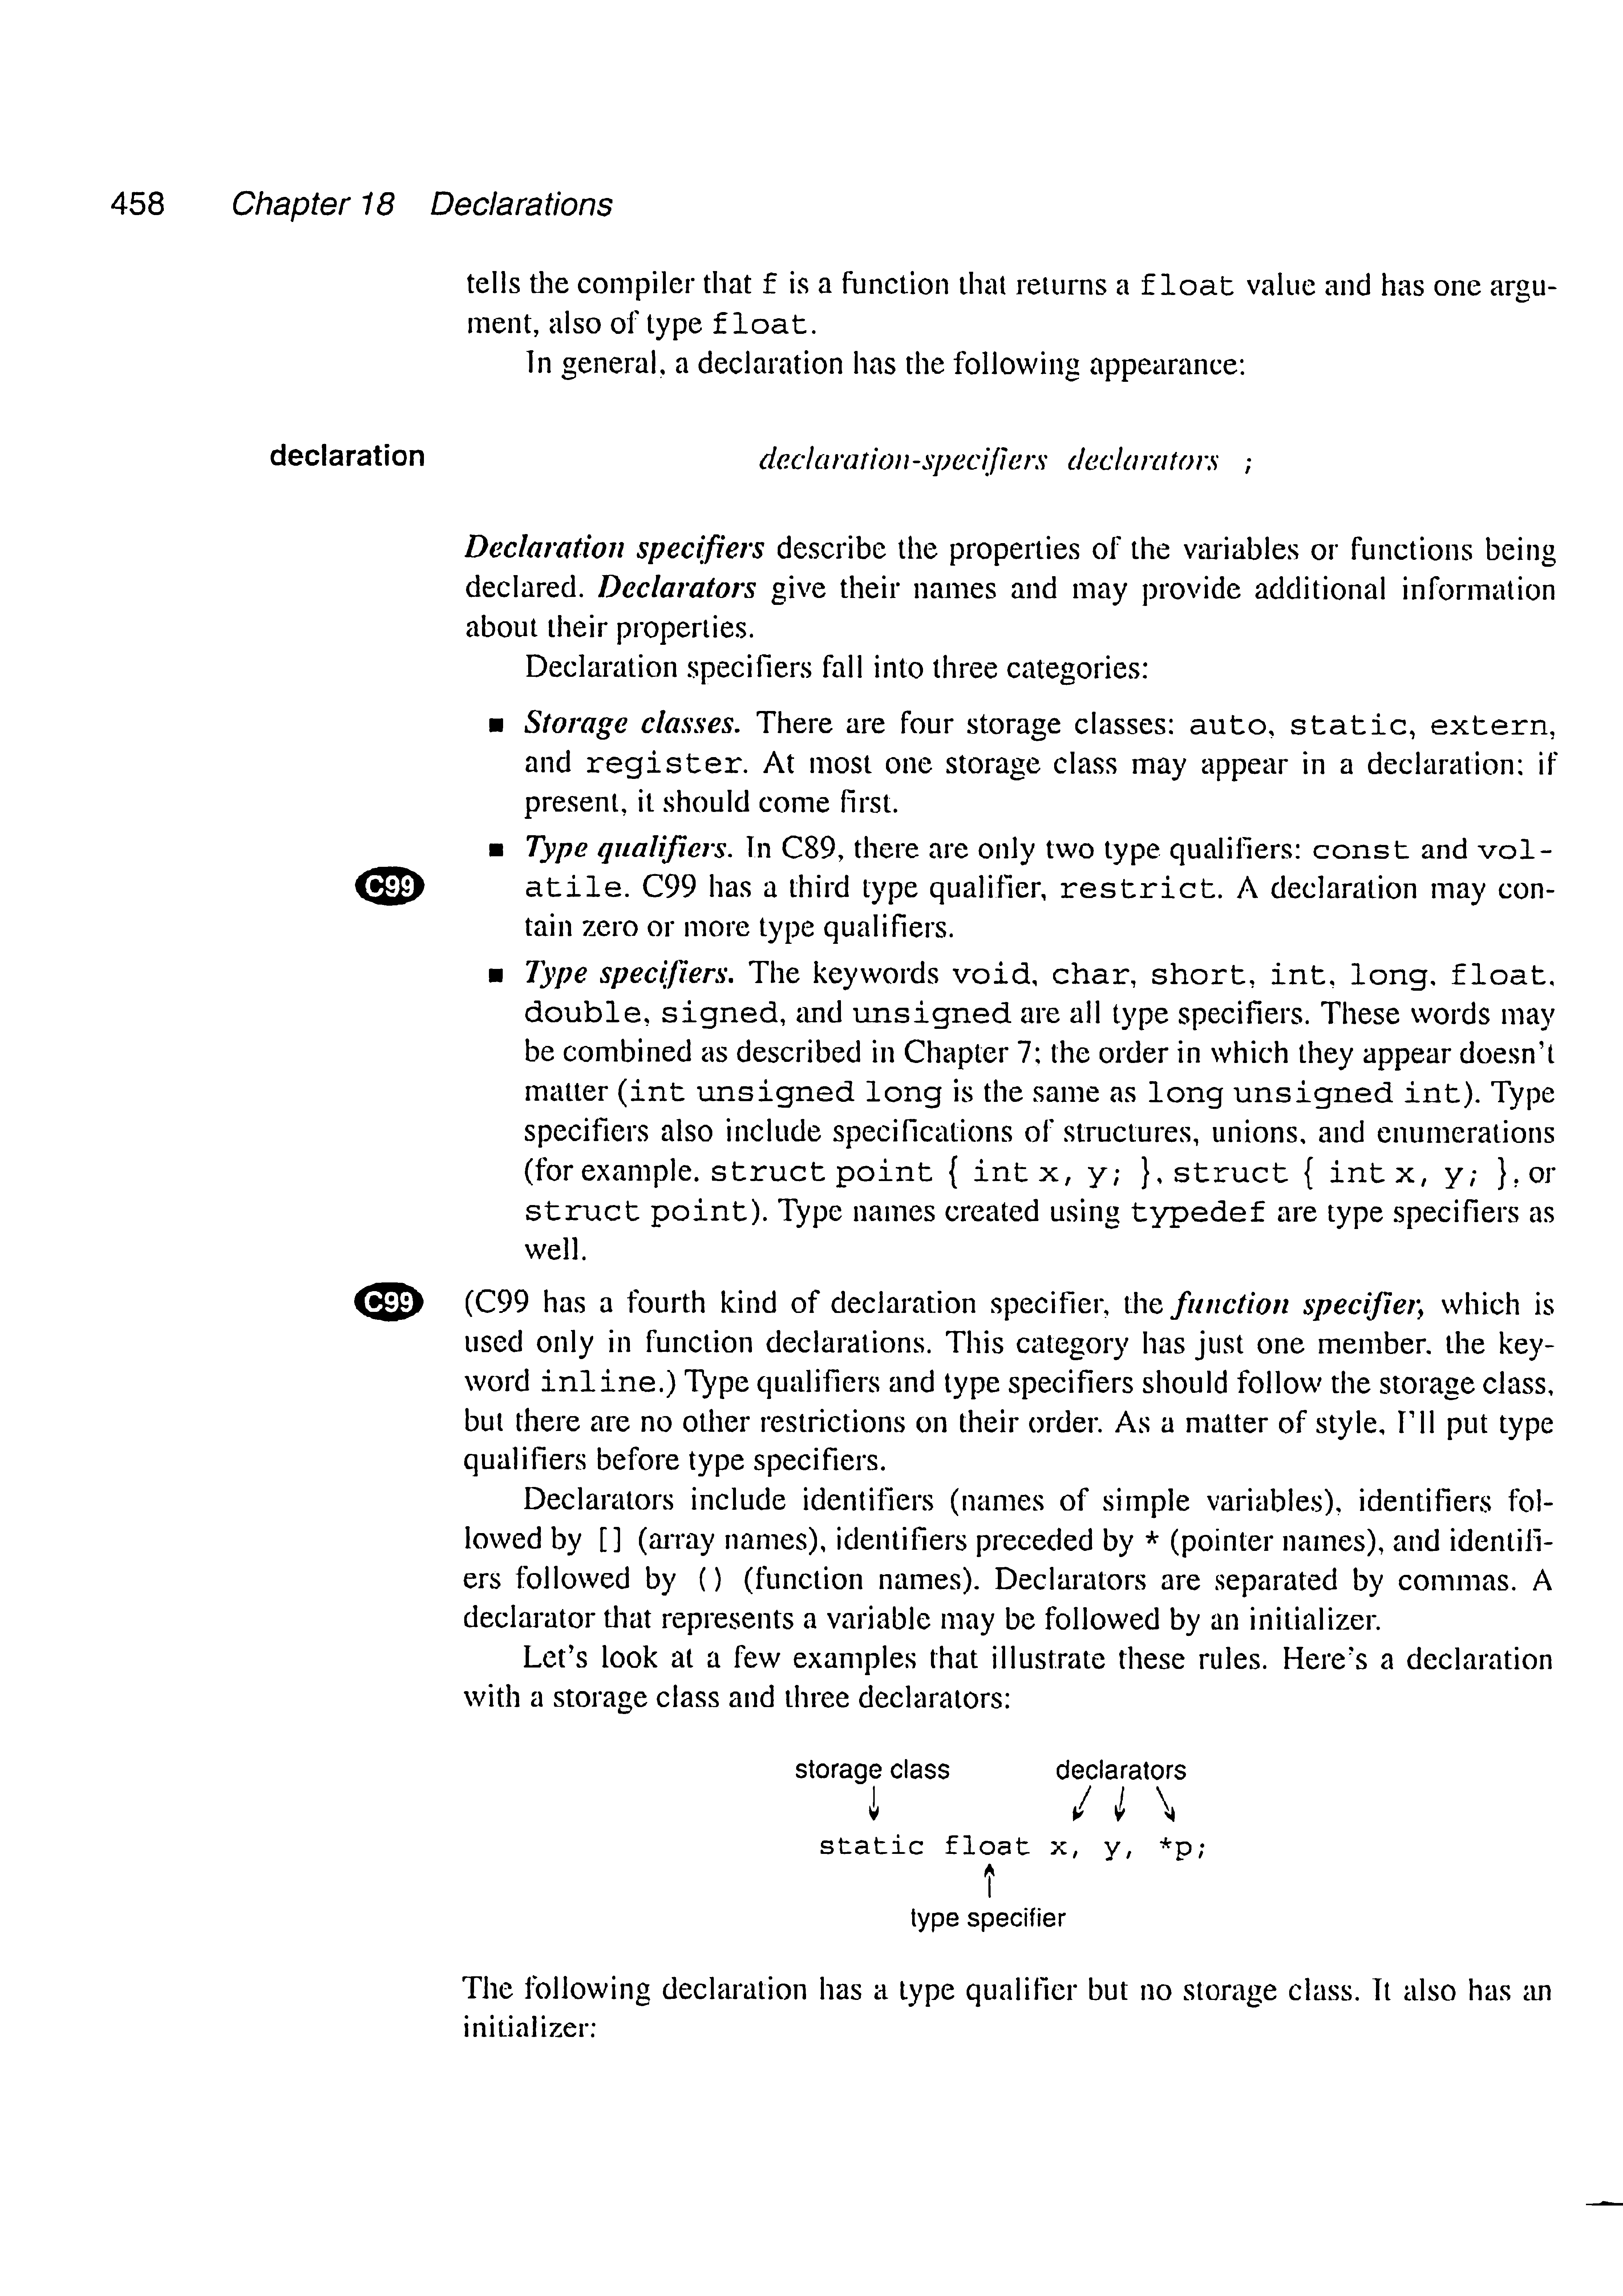 458 Chapter 18 Declarations
tells the compiler that f is a function that returns a float value and has one argu-
ment, also of type float.
In general, a declaration has the following appearance:
declaration declaration-specifiers declarators ;
Declaration specifiers describe the properties of the variables or functions being
declared. Declarators give their names and may provide additional information
about their properties.
Declaration specifiers fall into three categories:
■ Storage classes. There are four storage classes: auto, static, extern,
and register. At most one storage class may appear in a declaration; if
present, it should come first.
■ Type qualifiers. In C89, there are only two type qualifiers: const and vol-
C99 atile. C99 has a third type qualifier, restrict. A declaration may con-
tain zero or more type qualifiers.
■ Type specifiers. The keywords void, char, short, int, long, float,
double, signed, and unsigned are all type specifiers. These words may
be combined as described in Chapter 7; the order in which they appear doesn't
matter (int unsigned long is the same as long unsigned int). Type
specifiers also include specifications of structures, unions, and enumerations
(for example, struct point { int x, y; }, struct { int x, y; }, or
struct point). Type names created using typedef are type specifiers as
well.
C99 (C99 has a fourth kind of declaration specifier, the function specifier, which is
used only in function declarations. This category has just one member, the key-
word inline.) Type qualifiers and type specifiers should follow the storage class,
but there are no other restrictions on their order. As a matter of style, I'll put type
qualifiers before type specifiers.
Declarators include identifiers (names of simple variables), identifiers fol-
lowed by [] (array names), identifiers preceded by * (pointer names), and identifi-
ers followed by () (function names). Declarators are separated by commas. A
declarator that represents a variable may be followed by an initializer.
Let's look at a few examples that illustrate these rules. Here's a declaration
with a storage class and three declarators:
storage class declarators
static float x, y, *p;
type specifier
The following declaration has a type qualifier but no storage class. It also has an
initializer: